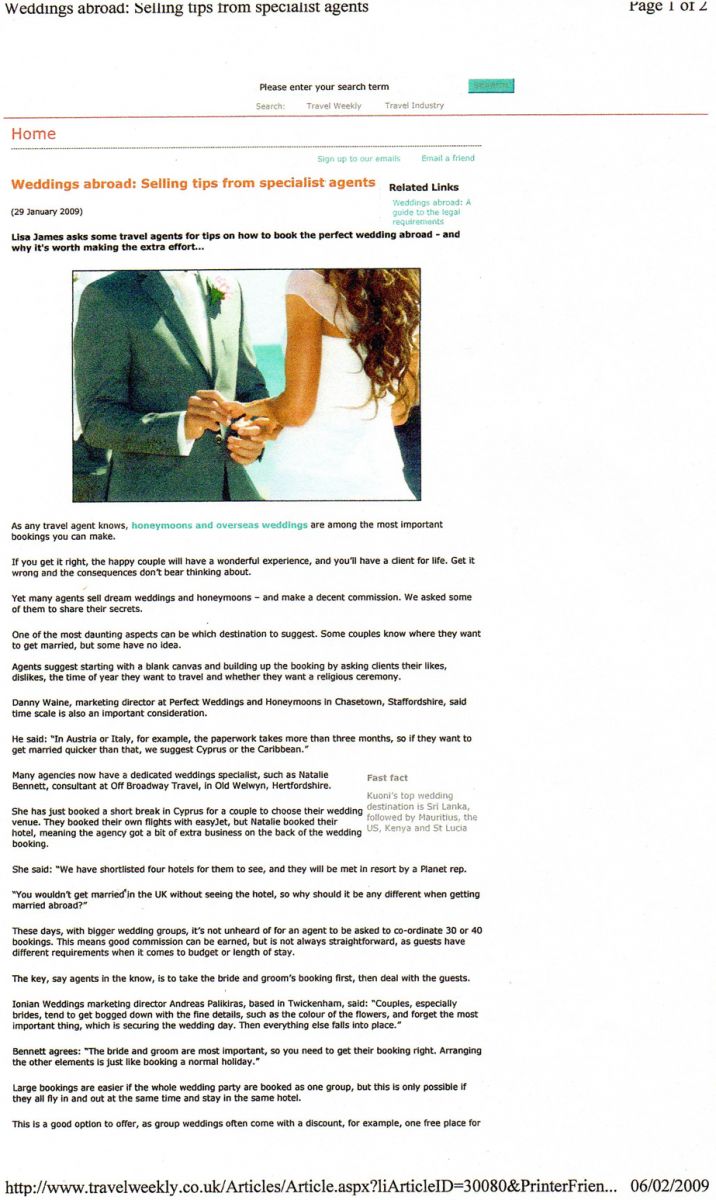 Weddings abroad: Selling tips from specialist agents
Page 1 of 2
Please enter your search term
SEARCH
Search: Travel Weekly Travel Industry
Home
Sign up to our emails Email a friend
Weddings abroad: Selling tips from specialist agents
Related Links
Weddings abroad: A
guide to the legal
requirements
(29 January 2009)
Lisa James asks some travel agents for tips on how to book the perfect wedding abroad - and
why it's worth making the extra effort...
As any travel agent knows, honeymoons and overseas weddings are among the most important
bookings you can make.
If you get it right, the happy couple will have a wonderful experience, and you'll have a client for life. Get it
wrong and the consequences don't bear thinking about.
Yet many agents sell dream weddings and honeymoons – and make a decent commission. We asked some
of them to share their secrets.
One of the most daunting aspects can be which destination to suggest. Some couples know where they want
to get married, but some have no idea.
Agents suggest starting with a blank canvas and building up the booking by asking clients their likes,
dislikes, the time of year they want to travel and whether they want a religious ceremony.
Danny Waine, marketing director at Perfect Weddings and Honeymoons in Chasetown, Staffordshire, said
time scale is also an important consideration.
He said: "In Austria or Italy, for example, the paperwork takes more than three months, so if they want to
get married quicker than that, we suggest Cyprus or the Caribbean."
Many agencies now have a dedicated weddings specialist, such as Natalie
Bennett, consultant at Off Broadway Travel, in Old Welwyn, Hertfordshire.
Fast fact
Kuoni's top wedding
destination is Sri Lanka,
followed by Mauritius, the
US, Kenya and St Lucia
She has just booked a short break in Cyprus for a couple to choose their wedding
venue. They booked their own flights with easyJet, but Natalie booked their
hotel, meaning the agency got a bit of extra business on the back of the wedding
booking.
She said: "We have shortlisted four hotels for them to see, and they will be met in resort by a Planet rep.
"You wouldn't get married in the UK without seeing the hotel, so why should it be any different when getting
married abroad?"
These days, with bigger wedding groups, it's not unheard of for an agent to be asked to co-ordinate 30 or 40
bookings. This means good commission can be earned, but is not always straightforward, as guests have
different requirements when it comes to budget or length of stay.
The key, say agents in the know, is to take the bride and groom's booking first, then deal with the guests.
Ionian Weddings marketing director Andreas Palikiras, based in Twickenham, said: "Couples, especially
brides, tend to get bogged down with the fine details, such as the colour of the flowers, and forget the most
important thing, which is securing the wedding day. Then everything else falls into place."
Bennett agrees: "The bride and groom are most important, so you need to get their booking right. Arranging
the other elements is just like booking a normal holiday."
Large bookings are easier if the whole wedding party are booked as one group, but this is only possible if
they all fly in and out at the same time and stay in the same hotel.
This is a good option to offer, as group weddings often come with a discount, for example, one free place for
http://www.travelweekly.co.uk/Articles/Article.aspx?liArticleID=30080&PrinterFrien... 06/02/2009